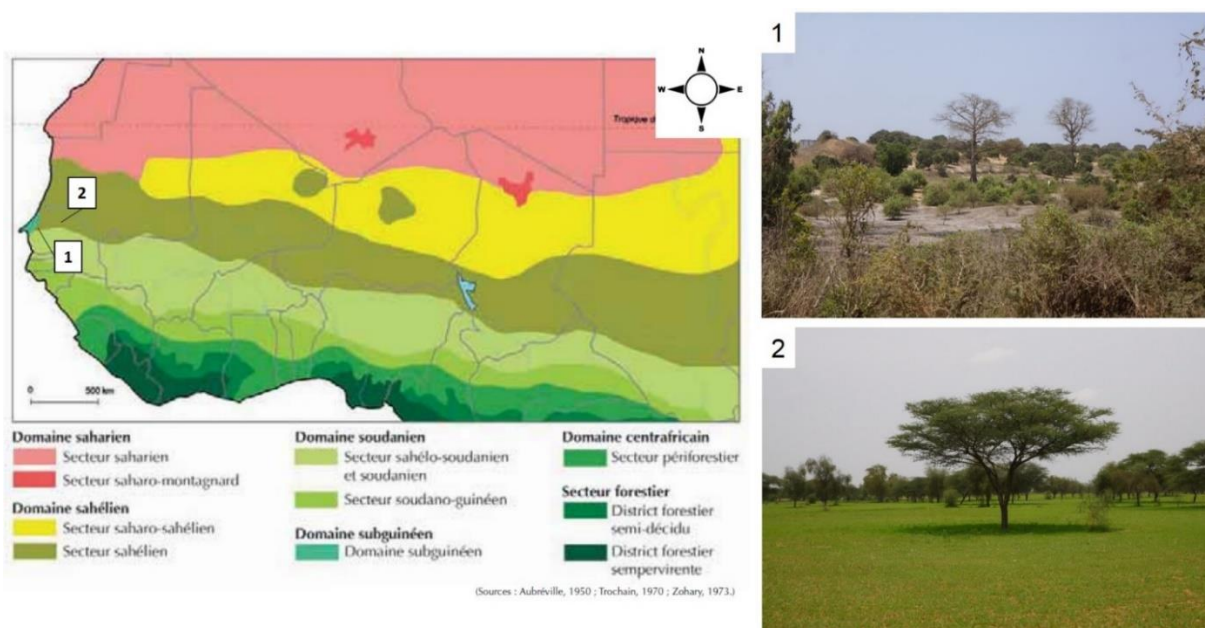 N
W
E
S
Tropique d
2
1
0
500 km
Domaine saharien
Secteur saharien
Secteur saharo-montagnard
Domaine sahélien
Secteur saharo-sahélien
Secteur sahélien
Domaine soudanien
Secteur sahélo-soudanien
et soudanien
Secteur soudano-guinéen
Domaine subguinéen
Domaine subguinéen
Domaine centrafricain
Secteur périforestier
Secteur forestier
District forestier
semi-décidu
District forestier
sempervirente
(Sources : Aubréville, 1950 ; Trochain, 1970 ; Zohary, 1973.)
1
2